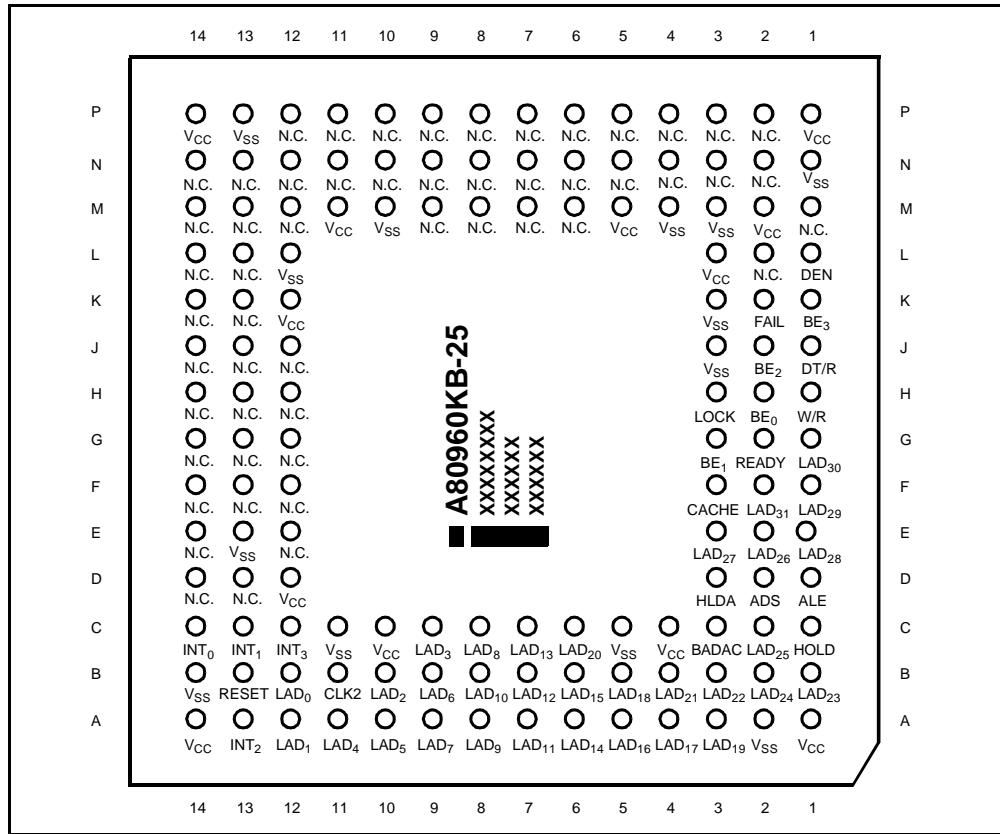 14 13 12 11 10 9 8 7 6 5 4 3 2 1
P P
VCC VSS N.C. N.C. N.C. N.C. N.C. N.C. N.C. N.C. N.C. N.C. N.C. VCC
N N
N.C. N.C. N.C. N.C. N.C. N.C. N.C. N.C. N.C. N.C. N.C. N.C. N.C. VSS
M M
N.C. N.C. N.C. VCC VSS N.C. N.C. N.C. N.C. VCC VSS VSS VCC N.C.
L L
N.C. N.C. VSS VCC N.C. DEN
K K
N.C. N.C. VCC VSS FAIL BE3
J J
N.C. N.C. N.C. VSS BE2 DT/R
H H
N.C. N.C. N.C. LOCK BE0 W/R
G G
N.C. N.C. N.C. BE1 READY LAD30
F F
N.C. N.C. N.C. CACHE LAD31 LAD29
E E
N.C. VSS N.C. LAD27 LAD26 LAD28
D D
N.C. N.C. VCC HLDA ADS ALE
C C
INT0 INT1 INT3 VSS VCC LAD3 LAD8 LAD13 LAD20 VSS VCC BADAC LAD25 HOLD
B B
VSS RESET LAD0 CLK2 LAD2 LAD6 LAD10 LAD12 LAD15 LAD18 LAD21 LAD22 LAD24 LAD23
A A
VCC INT2 LAD1 LAD4 LAD5 LAD7 LAD9 LAD11 LAD14 LAD16 LAD17 LAD19 VSS VCC
14 13 12 11 10 9 8 7 6 5 4 3 2 1
A80960KB-25
XXXXXXXX
XXXXX
XXXXXX